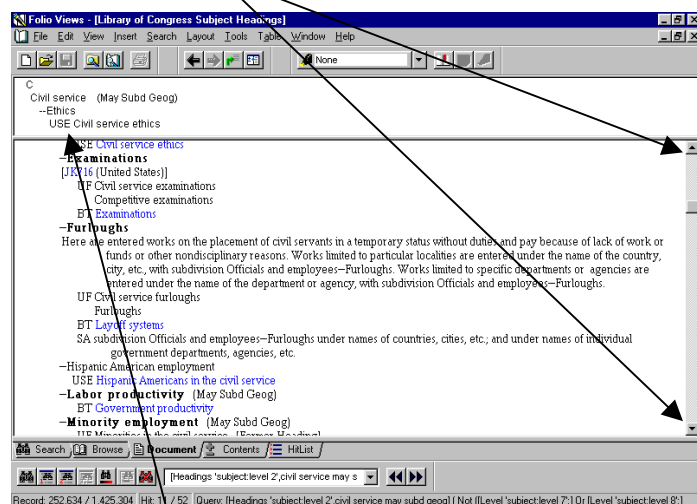 Folio Views - [Library of Congress Subject Headings]
File Edit View Insert Search Layout Tools Table Window Help
None
C
Civil service (May Subd Geog)
--Ethics
USE Civil service ethics
USE Civil service ethics
—Examinations
[JK716 (United States)]
UF Civil service examinations
Competitive examinations
BT Examinations
—Furloughs
Here are entered works on the placement of civil servants in a temporary status without duties and pay because of lack of work or
funds or other nondisciplinary reasons. Works limited to particular localities are entered under the name of the country,
city, etc., with subdivision Officials and employees—Furloughs. Works limited to specific departments or agencies are
entered under the name of the department or agency, with subdivision Officials and employees—Furloughs.
UF Civil service furloughs
Furloughs
BT Layoff systems
SA subdivision Officials and employees—Furloughs under names of countries, cities, etc.; and under names of individual
government departments, agencies, etc.
—Hispanic American employment
USE Hispanic Americans in the civil service
—Labor productivity (May Subd Geog)
BT Government productivity
—Minority employment (May Subd Geog)
UF Minorities in the civil service [Former Heading]
Search Browse Document Contents HitList
[Headings 'subject:level 2',civil service may s
Record: 252,634 / 1,425,304 Hit: 11 / 52 Query: [Headings 'subject:level 2',civil service may subd geog] ( Not ([Level 'subject:level 7':] Or [Level 'subject:level 8':]